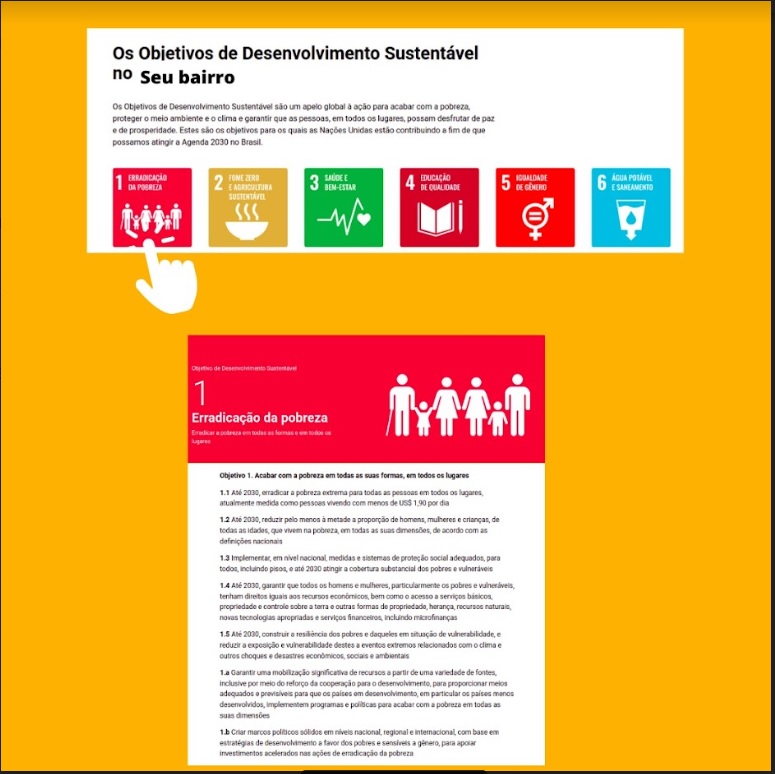 Os Objetivos de Desenvolvimento Sustentável
no Seu bairro
Os Objetivos de Desenvolvimento Sustentável são um apelo global à ação para acabar com a pobreza,
proteger o meio ambiente e o clima e garantir que as pessoas, em todos os lugares, possam desfrutar de paz
e de prosperidade. Estes são os objetivos para os quais as Nações Unidas estão contribuindo a fim de que
possamos atingir a Agenda 2030 no Brasil.
1 ERRADICAÇÃO
DA POBREZA
2 FOME ZERO
E AGRICULTURA
SUSTENTÁVEL
3 SAÚDE E
BEM-ESTAR
4 EDUCAÇÃO
DE QUALIDADE
5 IGUALDADE
DE GÊNERO
6 ÁGUA POTÁVEL
E SANEAMENTO
Objetivo de Desenvolvimento Sustentável
1
Erradicação da pobreza
Erradicar a pobreza em todas as formas e em todos os
lugares
Objetivo 1. Acabar com a pobreza em todas as suas formas, em todos os lugares
1.1 Até 2030, erradicar a pobreza extrema para todas as pessoas em todos os lugares,
atualmente medida como pessoas vivendo com menos de US$ 1,90 por dia
1.2 Até 2030, reduzir pelo menos à metade a proporção de homens, mulheres e crianças, de
todas as idades, que vivem na pobreza, em todas as suas dimensões, de acordo com as
definições nacionais
1.3 Implementar, em nível nacional, medidas e sistemas de proteção social adequados, para
todos, incluindo pisos, e até 2030 atingir a cobertura substancial dos pobres e vulneráveis
1.4 Até 2030, garantir que todos os homens e mulheres, particularmente os pobres e vulneráveis,
tenham direitos iguais aos recursos econômicos, bem como o acesso a serviços básicos,
propriedade e controle sobre a terra e outras formas de propriedade, herança, recursos naturais,
novas tecnologias apropriadas e serviços financeiros, incluindo microfinanças
1.5 Até 2030, construir a resiliência dos pobres e daqueles em situação de vulnerabilidade, e
reduzir a exposição e vulnerabilidade destes a eventos extremos relacionados com o clima e
outros choques e desastres econômicos, sociais e ambientais
1.a Garantir uma mobilização significativa de recursos a partir de uma variedade de fontes,
inclusive por meio do reforço da cooperação para o desenvolvimento, para proporcionar meios
adequados e previsíveis para que os países em desenvolvimento, em particular os países menos
desenvolvidos, implementem programas e políticas para acabar com a pobreza em todas as
suas dimensões
1.b Criar marcos políticos sólidos em níveis nacional, regional e internacional, com base em
estratégias de desenvolvimento a favor dos pobres e sensíveis a gênero, para apoiar
investimentos acelerados nas ações de erradicação da pobreza